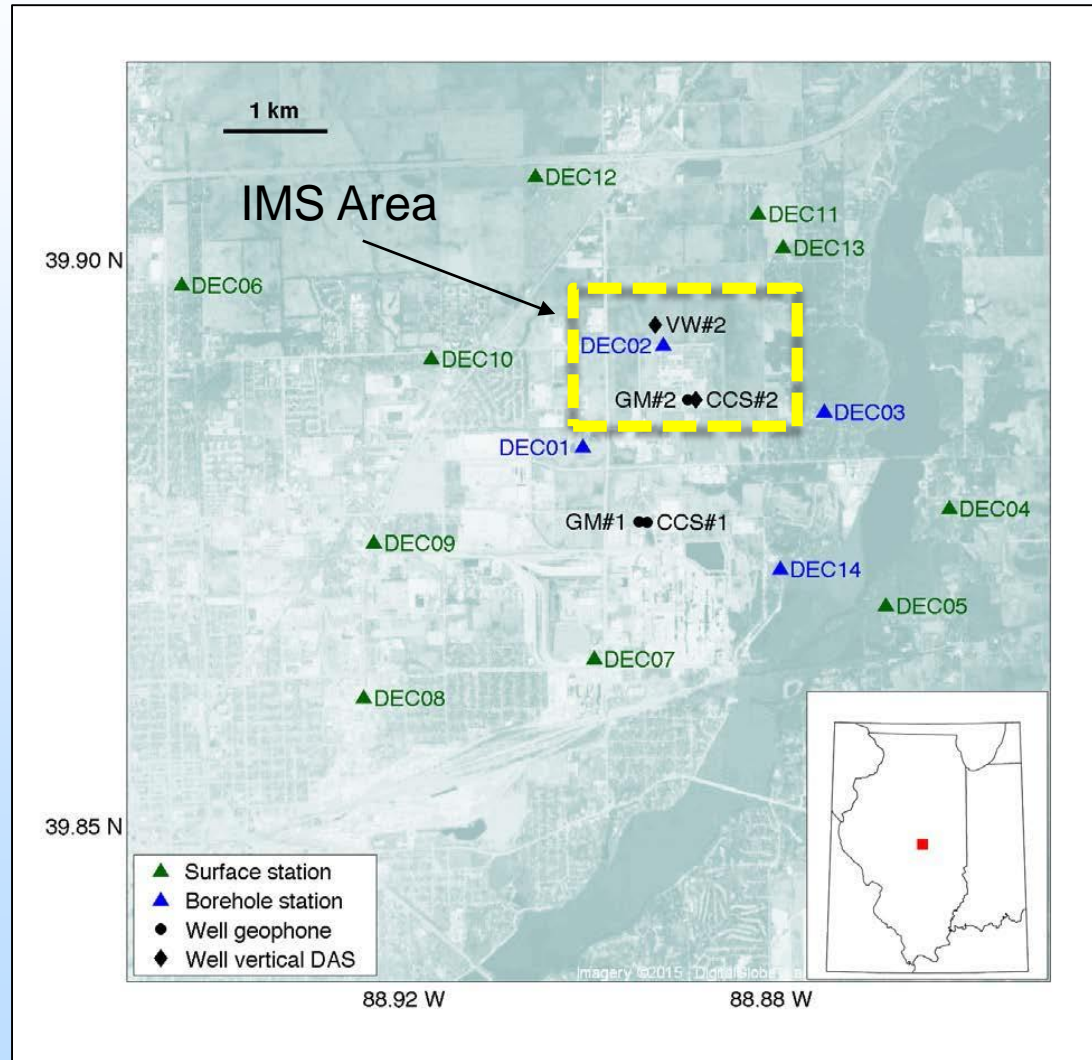 1 km
DEC12
IMS Area
DEC11
DEC13
39.90 N
DEC06
VW#2
DEC02
DEC10
GM#2
CCS#2
DEC03
DEC01
DEC04
GM#1
CCS#1
DEC09
DEC14
DEC05
DEC07
DEC08
39.85 N
Surface station
Borehole station
Well geophone
Well vertical DAS
Imagery ©2015 , DigitalGlobe
88.92 W
88.88 W